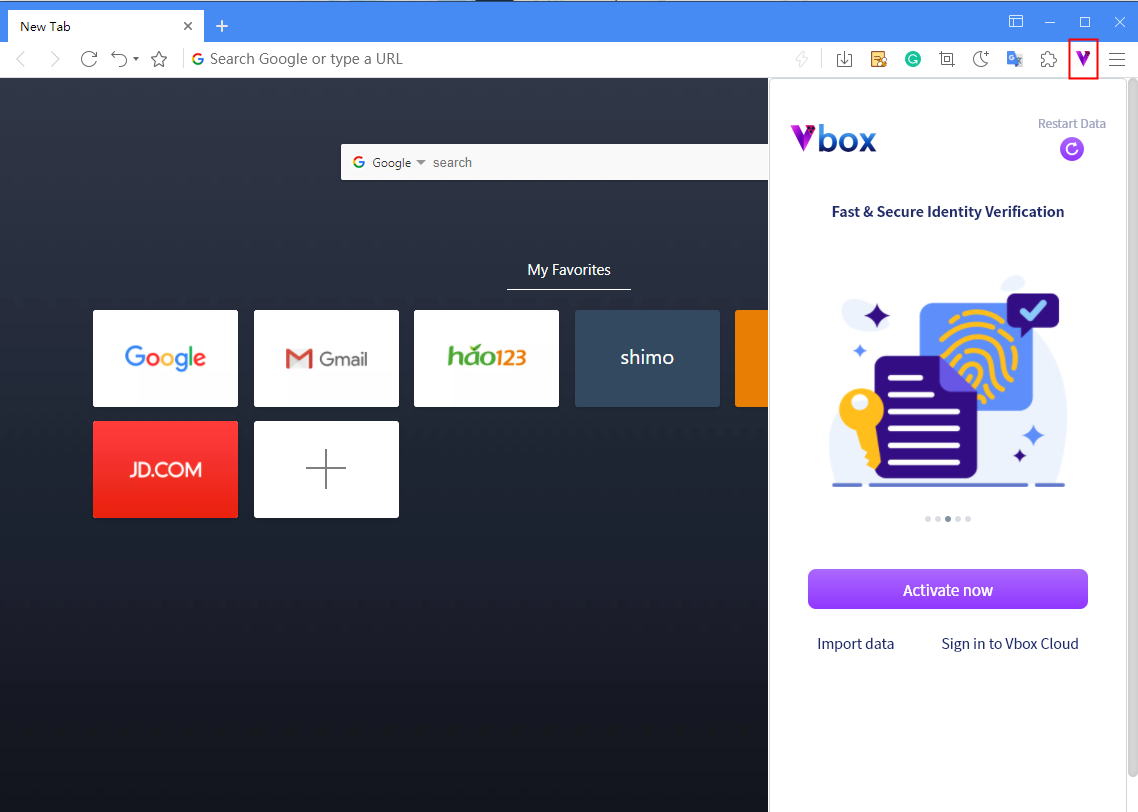 New Tab
Search Google or type a URL
Vbox
Restart Data
Google search
Fast & Secure Identity Verification
My Favorites
Google
Gmail
hao123
shimo
JD.COM
Activate now
Import data
Sign in to Vbox Cloud